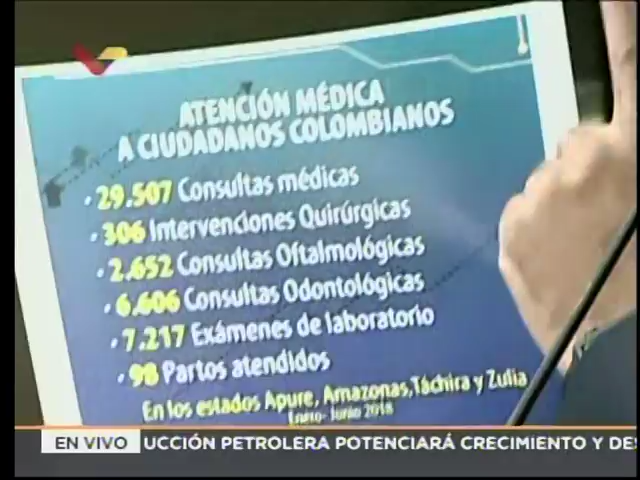 ATENCIÓN MÉDICA
A CIUDADANOS COLOMBIANOS
• 29.507 Consultas médicas
• 306 Intervenciones Quirúrgicas
• 2.652 Consultas Oftalmológicas
• 6.606 Consultas Odontológicas
• 7.217 Exámenes de laboratorio
• 98 Partos atendidos
En los estados Apure, Amazonas, Táchira y Zulia
Enero- Junio 2018
EN VIVO UCCIÓN PETROLERA POTENCIARÁ CRECIMIENTO Y DES